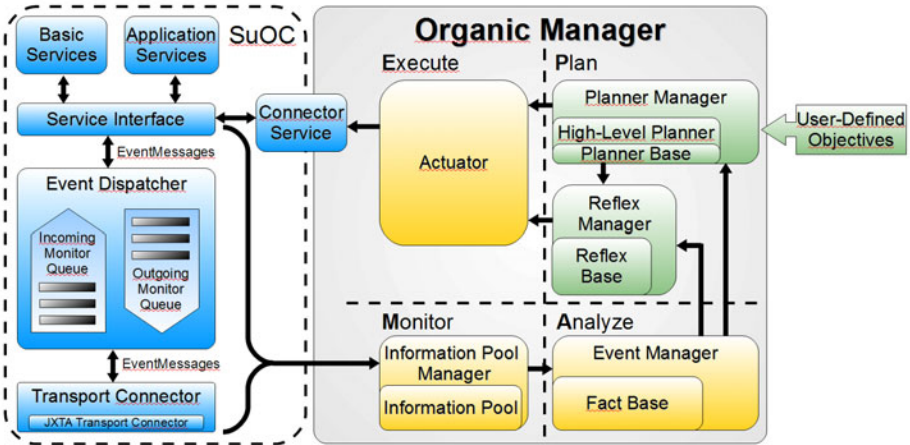 SuOC
Basic
Services
Application
Services
Service Interface
EventMessages
Event Dispatcher
Incoming
Monitor
Queue
Outgoing
Monitor
Queue
EventMessages
Transport Connector
JXTA Transport Connector
Connector
Service
Organic Manager
Execute
Actuator
Plan
Planner Manager
High-Level Planner
Planner Base
Reflex
Manager
Reflex
Base
User-Defined
Objectives
Monitor
Information Pool
Manager
Information Pool
Analyze
Event Manager
Fact Base